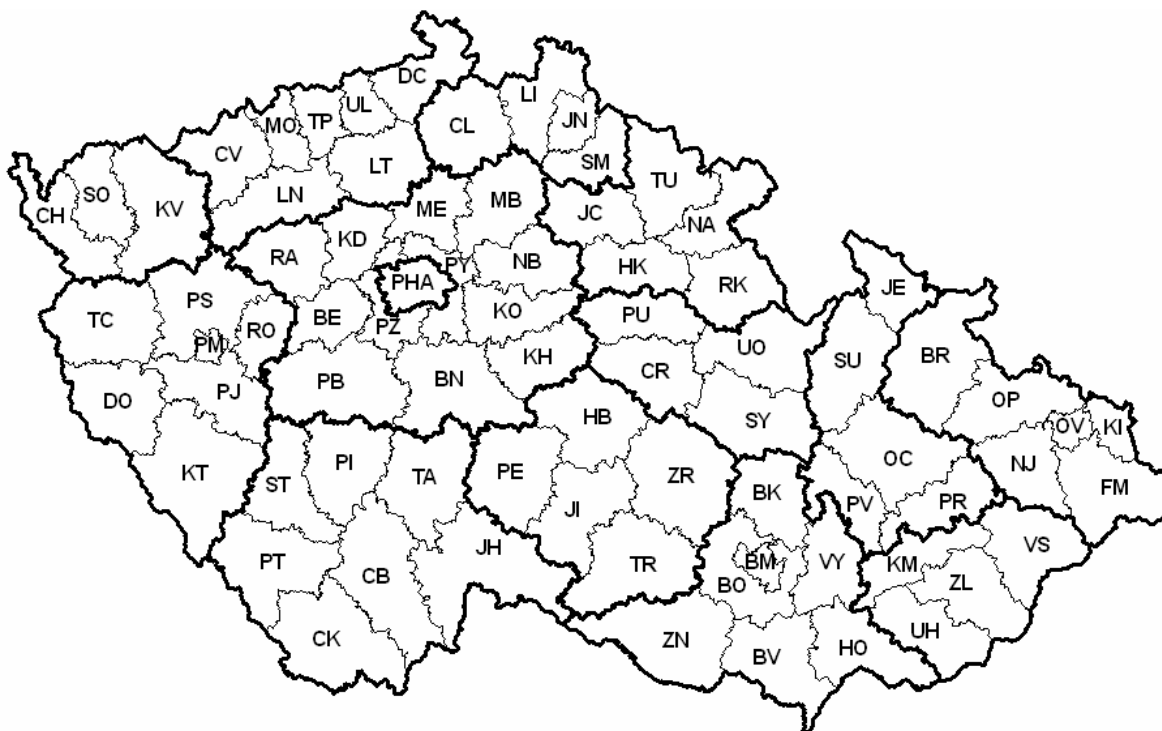 DC
LI
UL
TP
MO
JN
CL
CV
LT
SM
TU
LN
SO
MB
KV
CH
ME
JC
NA
KD
RA
PY
NB
HK
PHA
RK
JE
PS
TC
KO
BE
PZ
PU
RO
PM
UO
SU
BR
KH
CR
PB
BN
PJ
DO
OP
HB
SY
OV
KI
OC
NJ
KT
ST
PI
TA
PE
ZR
BK
PV
PR
FM
JI
VS
JH
PT
CB
TR
BM
VY
KM
BO
ZL
UH
CK
ZN
BV
HO